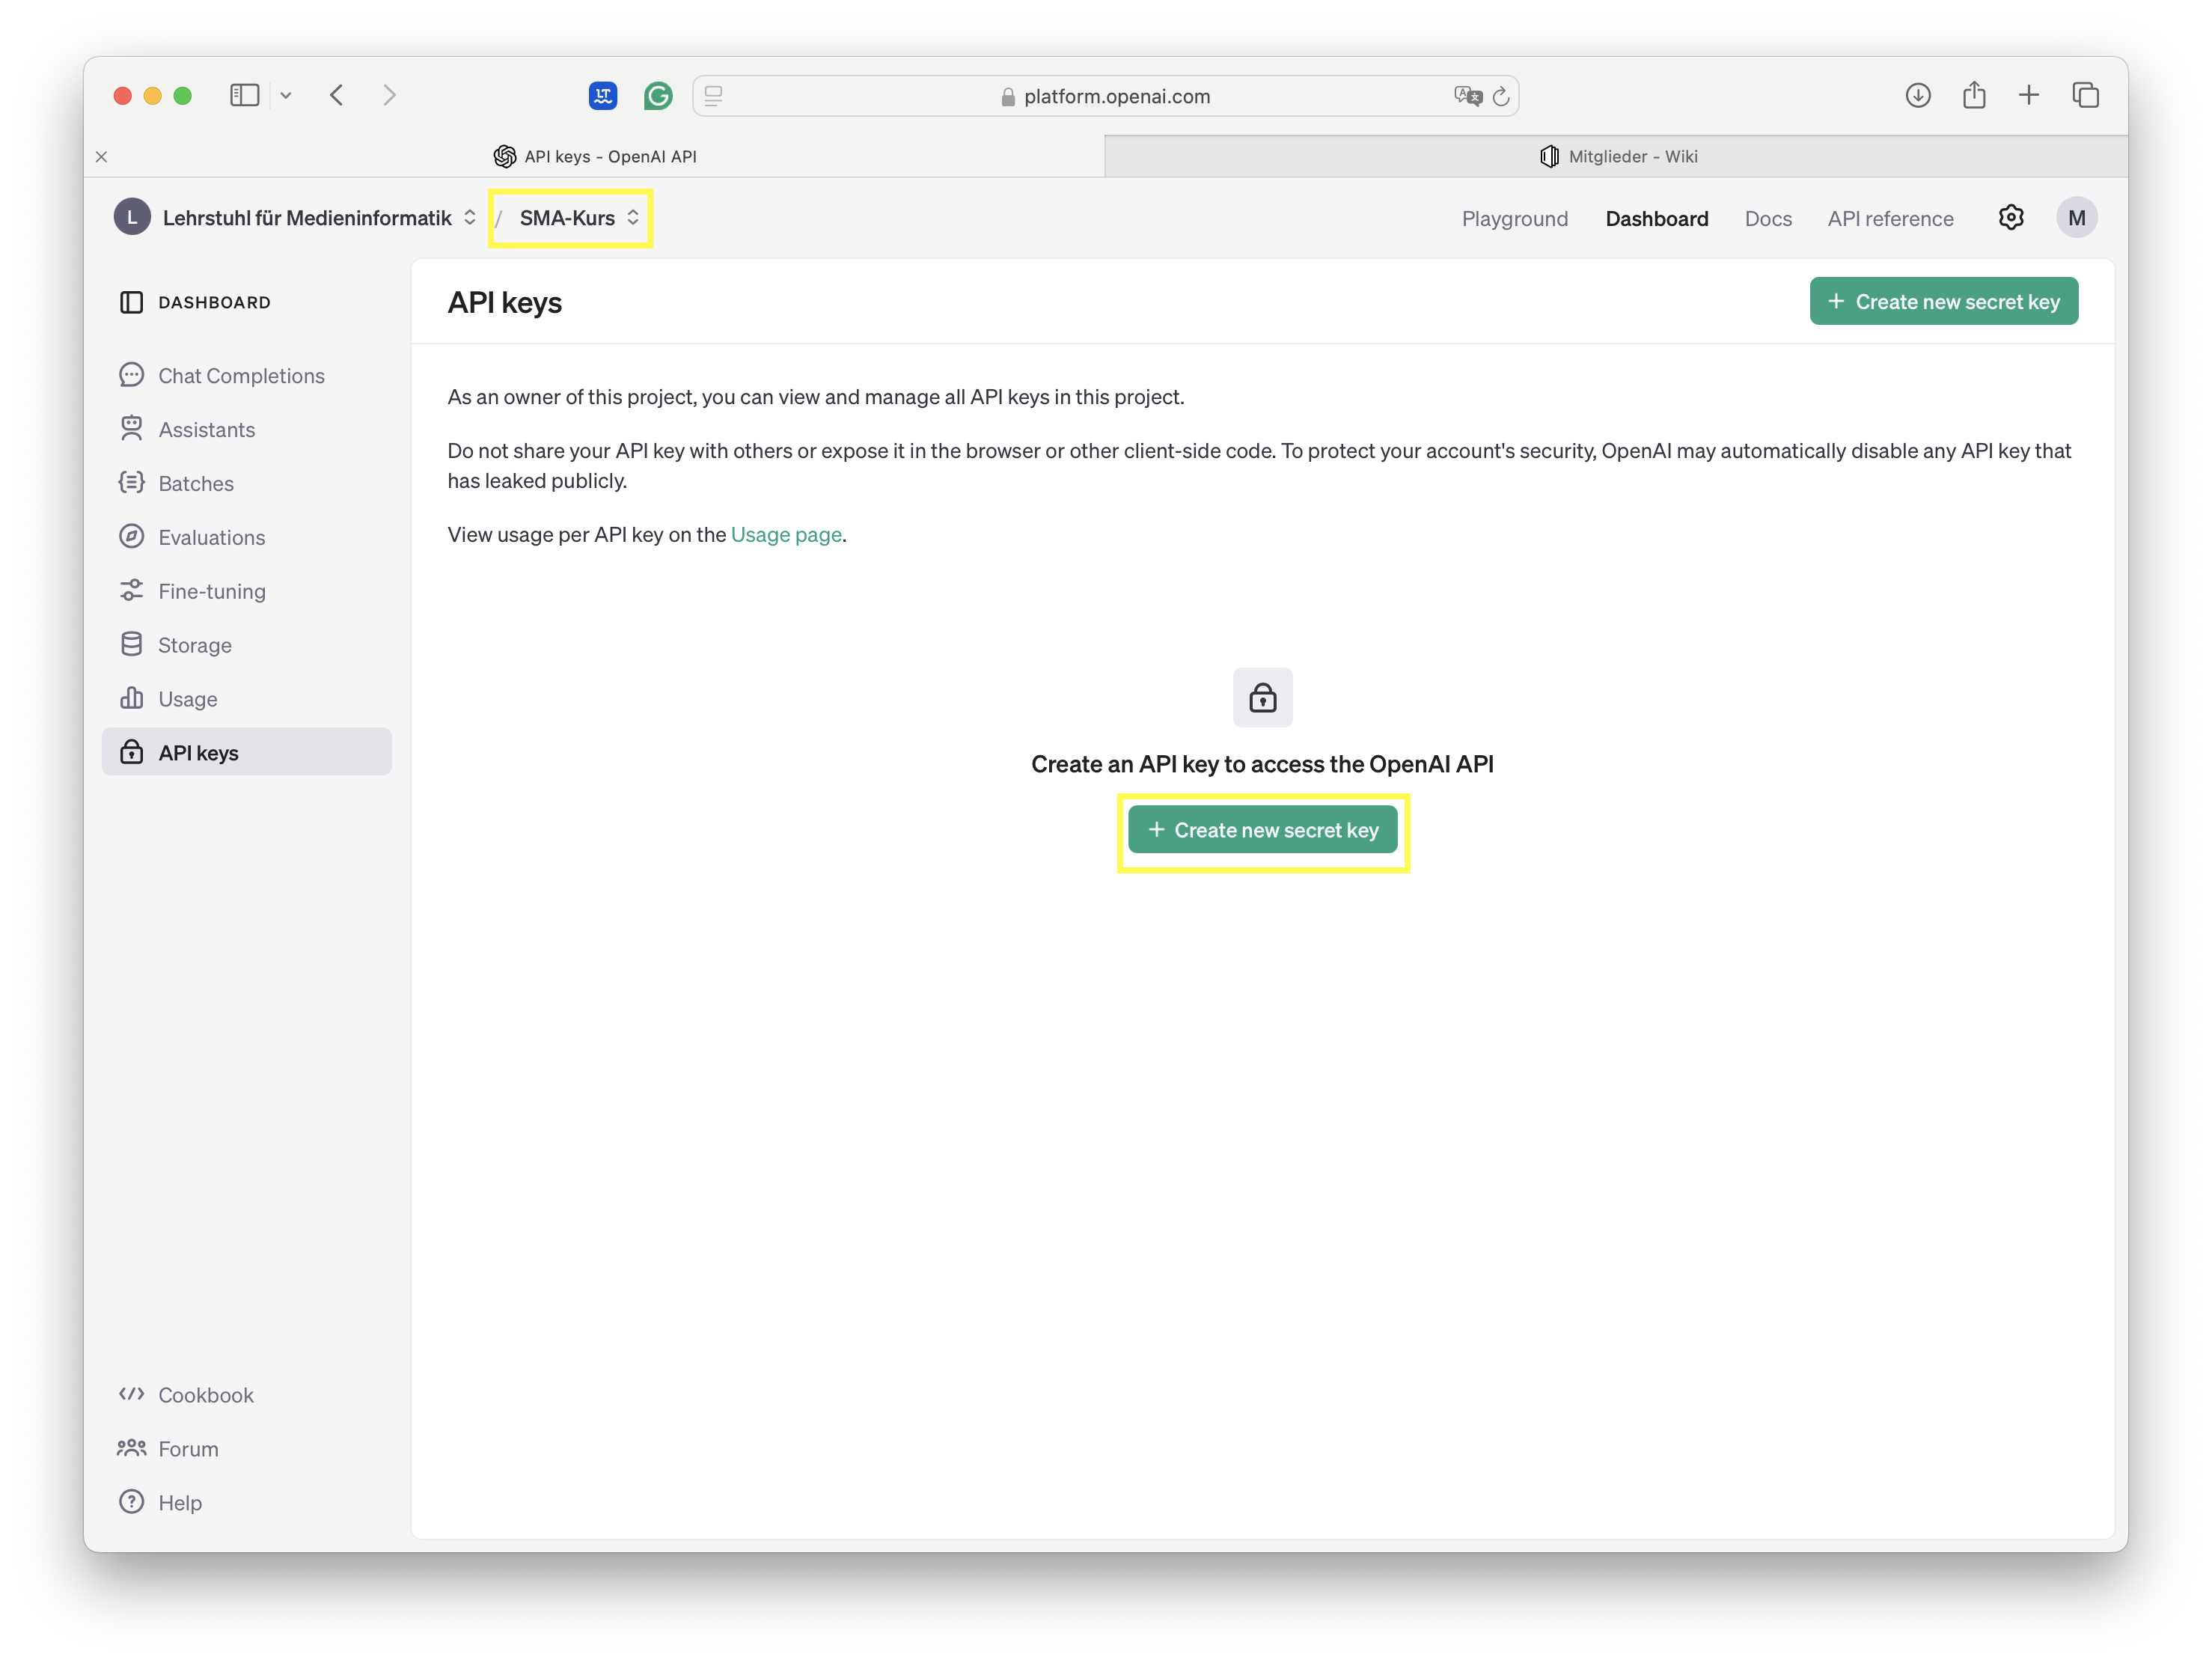 platform.openai.com
API keys - OpenAI API
Mitglieder - Wiki
L Lehrstuhl für Medieninformatik / SMA-Kurs
Playground Dashboard Docs API reference M
DASHBOARD
Chat Completions
Assistants
Batches
Evaluations
Fine-tuning
Storage
Usage
API keys
Cookbook
Forum
Help
API keys
+ Create new secret key
As an owner of this project, you can view and manage all API keys in this project.
Do not share your API key with others or expose it in the browser or other client-side code. To protect your account's security, OpenAI may automatically disable any API key that
has leaked publicly.
View usage per API key on the Usage page.
Create an API key to access the OpenAI API
+ Create new secret key